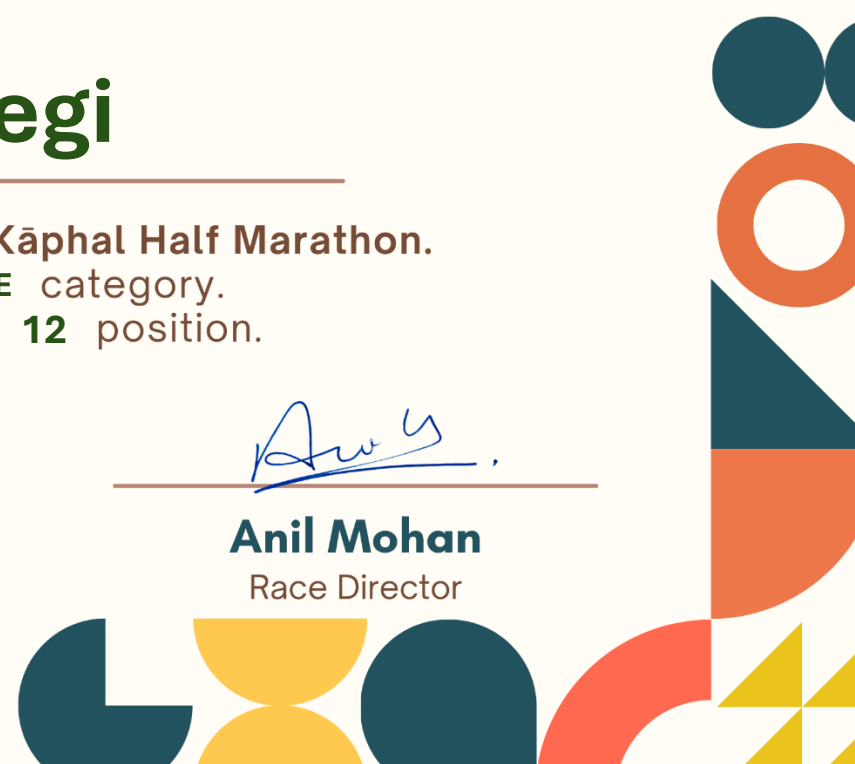 egi
Kāphal Half Marathon.
E category.
12 position.
Anil Mohan
Race Director